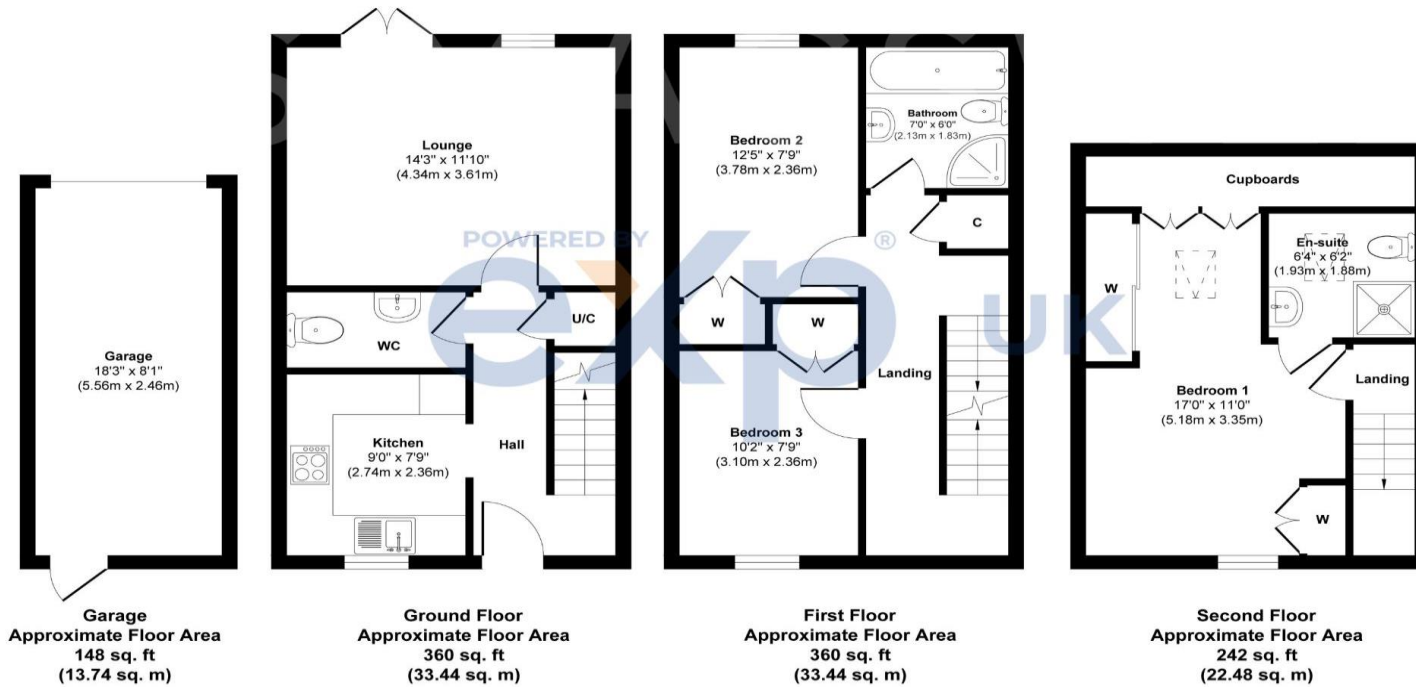 Lounge
14'3" x 11'10"
(4.34m x 3.61m)
Garage
18'3" x 8'1"
(5.56m x 2.46m)
WC
U/C
Kitchen
9'0" x 7'9"
(2.74m x 2.36m)
Hall
Bedroom 2
12'5" x 7'9"
(3.78m x 2.36m)
Bathroom
7'0" x 6'0"
(2.13m x 1.83m)
C
W
W
Landing
Bedroom 3
10'2" x 7'9"
(3.10m x 2.36m)
Cupboards
En-suite
6'4" x 6'2"
(1.93m x 1.88m)
W
Landing
Bedroom 1
17'0" x 11'0"
(5.18m x 3.35m)
W
POWERED BY
exp® UK
Garage
Approximate Floor Area
148 sq. ft
(13.74 sq. m)
Ground Floor
Approximate Floor Area
360 sq. ft
(33.44 sq. m)
First Floor
Approximate Floor Area
360 sq. ft
(33.44 sq. m)
Second Floor
Approximate Floor Area
242 sq. ft
(22.48 sq. m)